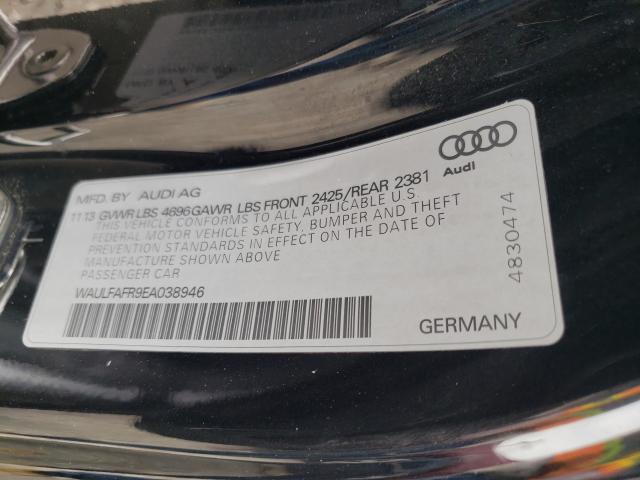 MFD. BY AUDI AG
11 13 GVWR LBS 4696 GAWR LBS FRONT 2425/REAR 2381
THIS VEHICLE CONFORMS TO ALL APPLICABLE U.S.
FEDERAL MOTOR VEHICLE SAFETY, BUMPER AND THEFT
PREVENTION STANDARDS IN EFFECT ON THE DATE OF
MANUFACTURE SHOWN ABOVE
PASSENGER CAR
WAULFAFR9EA038946
Audi
4830474
GERMANY